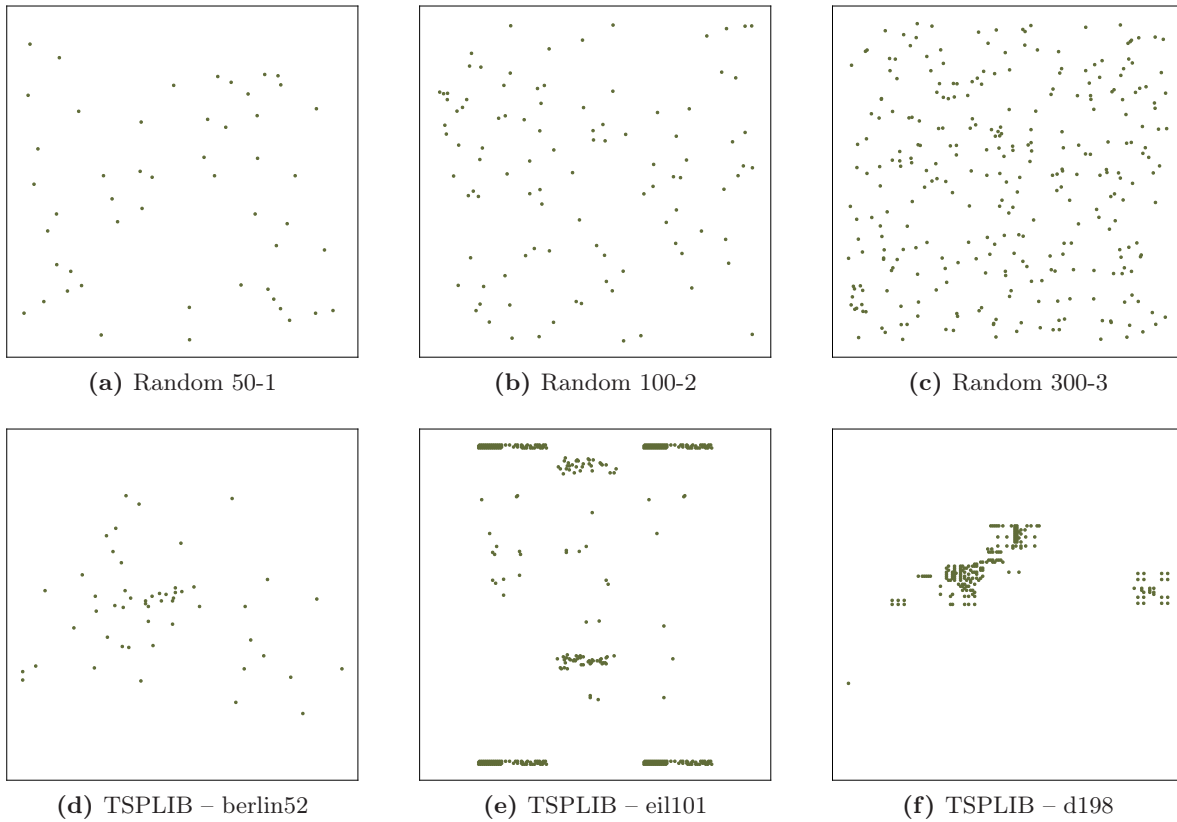 (a) Random 50-1
(b) Random 100-2
(c) Random 300-3
(d) TSPLIB – berlin52
(e) TSPLIB – eil101
(f) TSPLIB – d198